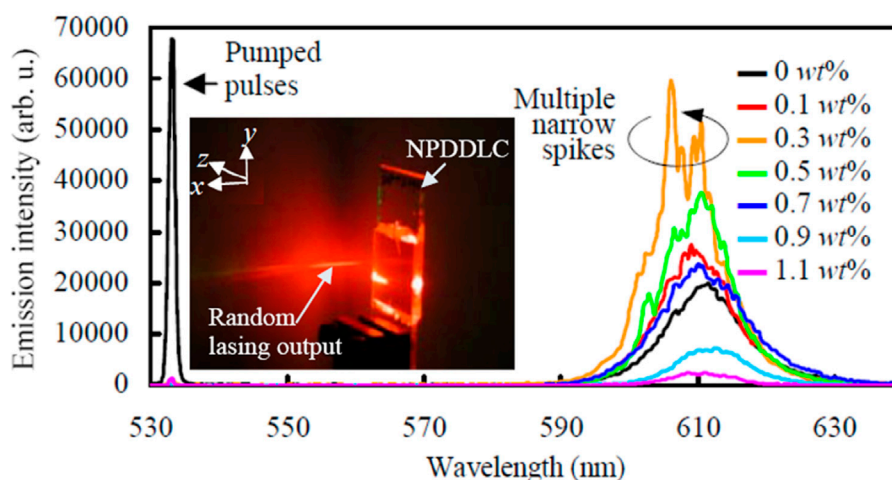 70000
60000
50000
40000
30000
20000
10000
0
Emission intensity (arb. u.)
Pumped
pulses
y
z
x
NPDDLC
Random
lasing output
Multiple
narrow
spikes
0 wt%
0.1 wt%
0.3 wt%
0.5 wt%
0.7 wt%
0.9 wt%
1.1 wt%
530
550
570
590
610
630
Wavelength (nm)